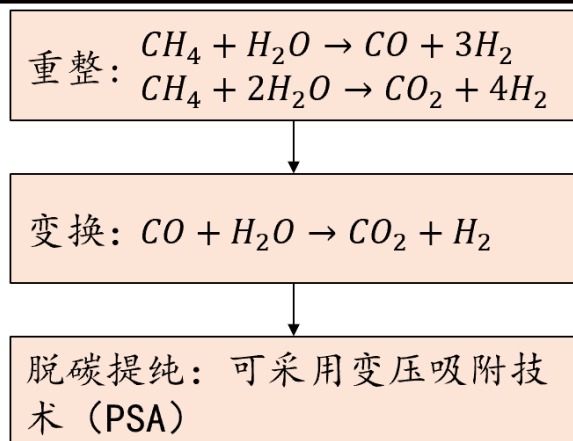 重整：CH₄ + H₂O → CO + 3H₂
CH₄ + 2H₂O → CO₂ + 4H₂
变换：CO + H₂O → CO₂ + H₂
脱碳提纯：可采用变压吸附技
术（PSA）